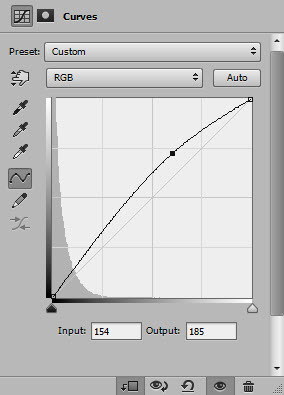 Curves
Preset: Custom
RGB Auto
Input: 154 Output: 185